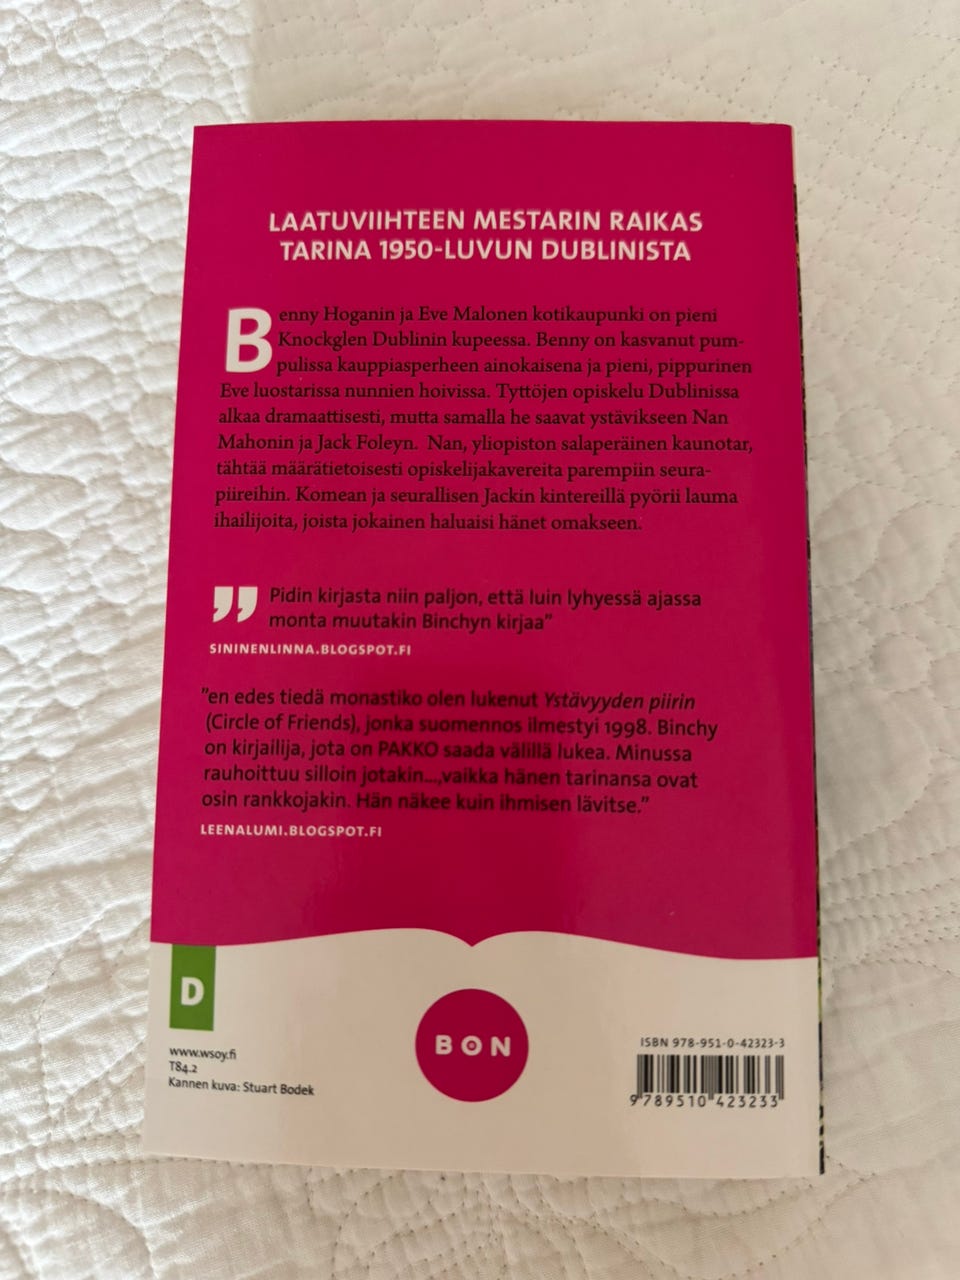 LAATUVIIHTEEN MESTARIN RAIKAS
TARINA 1950-LUVUN DUBLINISTA
Benny Hoganin ja Eve Malonen kotikaupunki on pieni
Knockglen Dublinin kupeessa. Benny on kasvanut pum-
pulissa kauppiasperheen ainokaisena ja pieni, pippurinen
Eve luostarissa nunnien hoivissa. Tyttöjen opiskelu Dublinissa
alkaa dramaattisesti, mutta samalla he saavat ystävikseen Nan
Mahonin ja Jack Foleyn. Nan, yliopiston salaperäinen kaunotar,
tähtää määrätietoisesti opiskelijakavereita parempiin seura-
piireihin. Komean ja seurallisen Jackin kintereillä pyörii lauma
ihailijoita, joista jokainen haluaisi hänet omakseen.
” Pidin kirjasta niin paljon, että luin lyhyessä ajassa
monta muutakin Binchyn kirjaa”
SININENLINNA.BLOGSPOT.FI
”en edes tiedä monastiko olen lukenut Ystävyyden piirin
(Circle of Friends), jonka suomennos ilmestyi 1998. Binchy
on kirjailija, jota on PAKKO saada välillä lukea. Minussa
rauhoittuu silloin jotakin...,vaikka hänen tarinansa ovat
osin rankkojakin. Hän näkee kuin ihmisen lävitse.”
LEENALUMI.BLOGSPOT.FI
D
www.wsoy.fi
T84.2
Kannen kuva: Stuart Bodek
BON
ISBN 978-951-0-42323-3
9 789510 423233